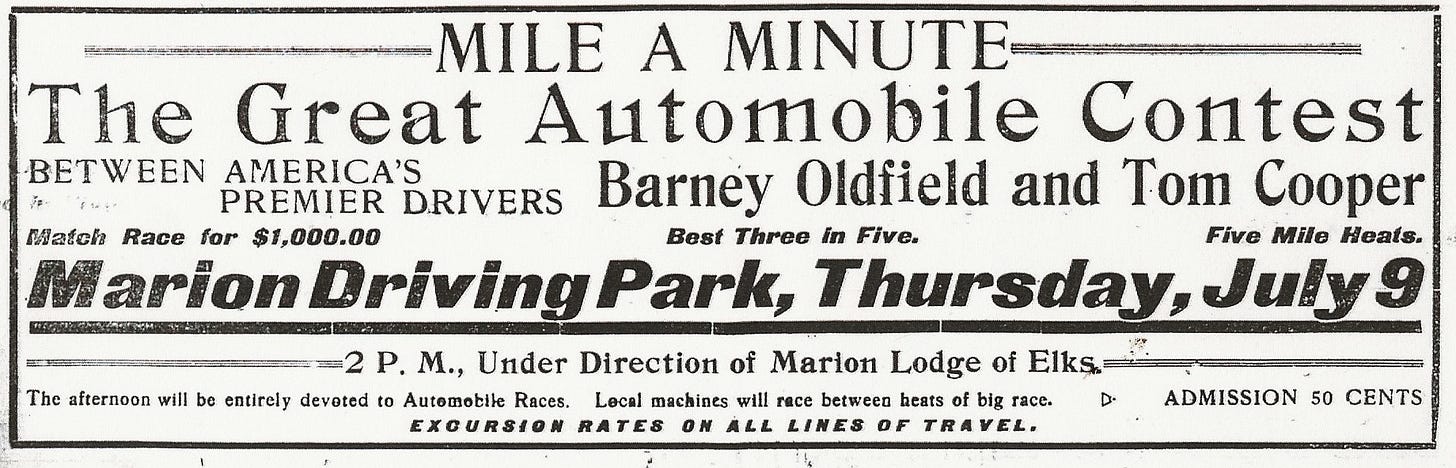 MILE A MINUTE
The Great Automobile Contest
BETWEEN AMERICA'S
PREMIER DRIVERS
Barney Oldfield and Tom Cooper
Match Race for $1,000.00 Best Three in Five. Five Mile Heats.
Marion Driving Park, Thursday, July 9
2 P. M., Under Direction of Marion Lodge of Elks.
The afternoon will be entirely devoted to Automobile Races. Local machines will race between heats of big race. ADMISSION 50 CENTS
EXCURSION RATES ON ALL LINES OF TRAVEL.